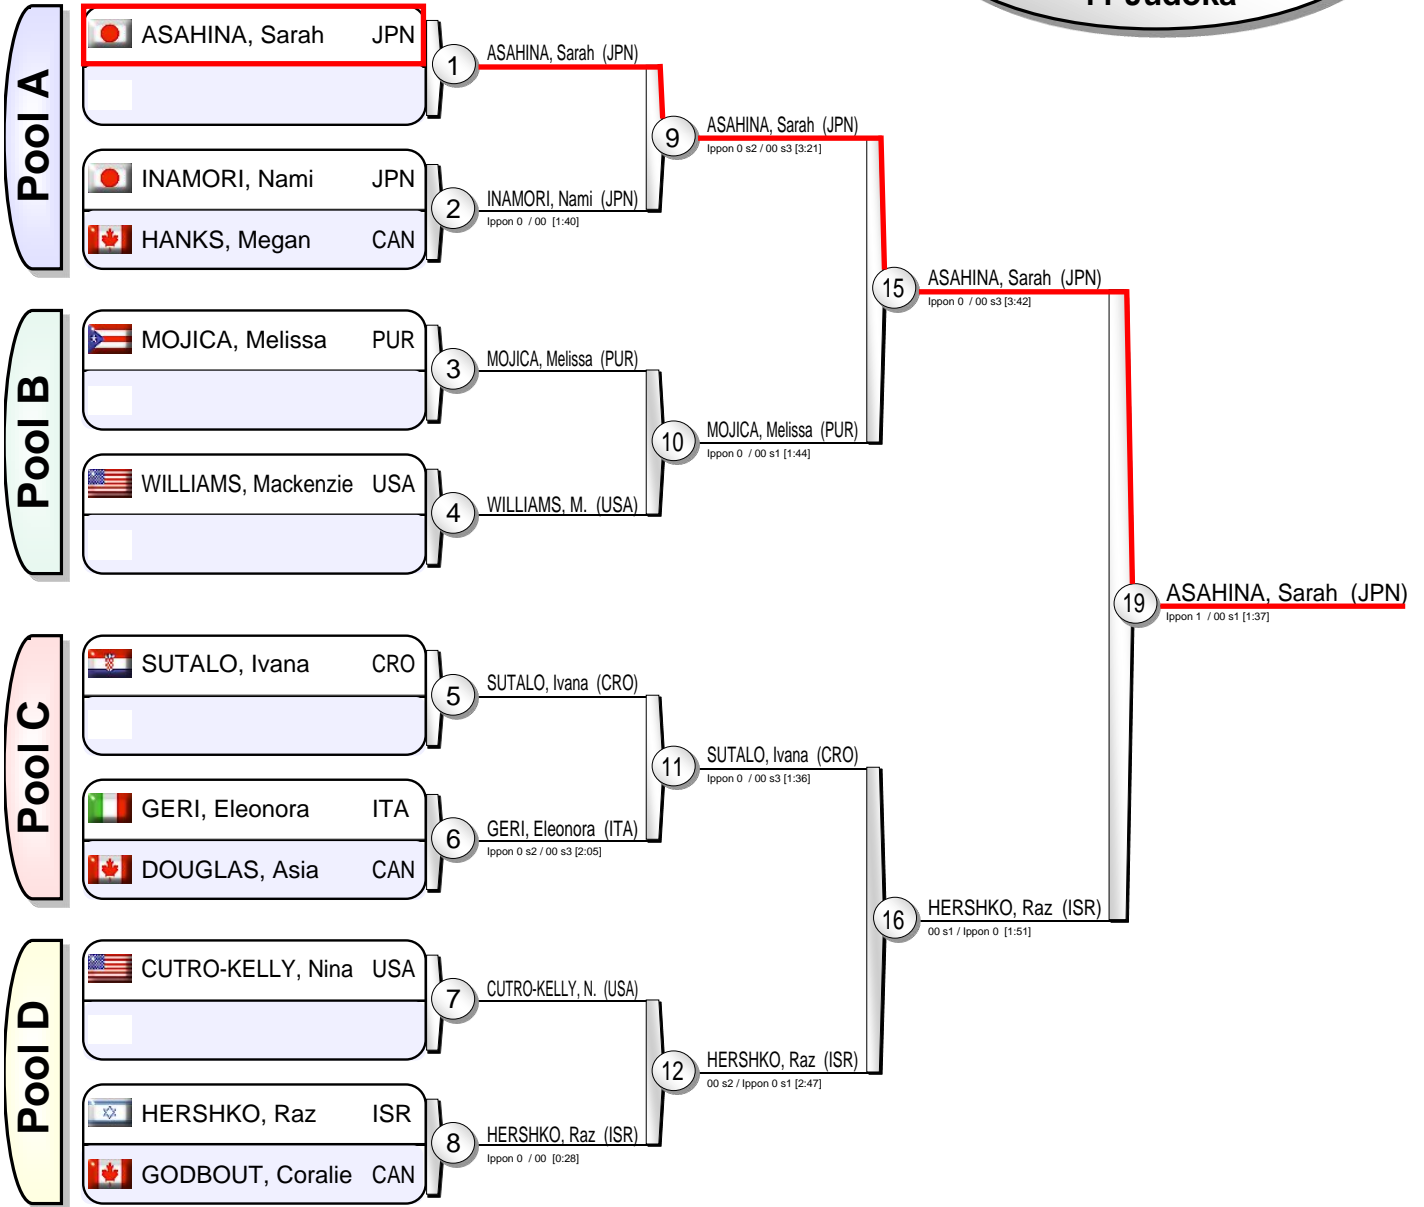 11 Judoka
Pool A
ASAHINA, Sarah JPN
INAMORI, Nami JPN
HANKS, Megan CAN
Pool B
MOJICA, Melissa PUR
WILLIAMS, Mackenzie USA
Pool C
SUTALO, Ivana CRO
GERI, Eleonora ITA
DOUGLAS, Asia CAN
Pool D
CUTRO-KELLY, Nina USA
HERSHKO, Raz ISR
GODBOUT, Coralie CAN
1
ASAHINA, Sarah (JPN)
2
INAMORI, Nami (JPN)
Ippon 0 / 00 [1:40]
3
MOJICA, Melissa (PUR)
4
WILLIAMS, M. (USA)
5
SUTALO, Ivana (CRO)
6
GERI, Eleonora (ITA)
Ippon 0 s2 / 00 s3 [2:05]
7
CUTRO-KELLY, N. (USA)
8
HERSHKO, Raz (ISR)
Ippon 0 / 00 [0:28]
9
ASAHINA, Sarah (JPN)
Ippon 0 s2 / 00 s3 [3:21]
10
MOJICA, Melissa (PUR)
Ippon 0 / 00 s1 [1:44]
11
SUTALO, Ivana (CRO)
Ippon 0 / 00 s3 [1:36]
12
HERSHKO, Raz (ISR)
00 s2 / Ippon 0 s1 [2:47]
15
ASAHINA, Sarah (JPN)
Ippon 0 / 00 s3 [3:42]
16
HERSHKO, Raz (ISR)
00 s1 / Ippon 0 [1:51]
19
ASAHINA, Sarah (JPN)
Ippon 1 / 00 s1 [1:37]